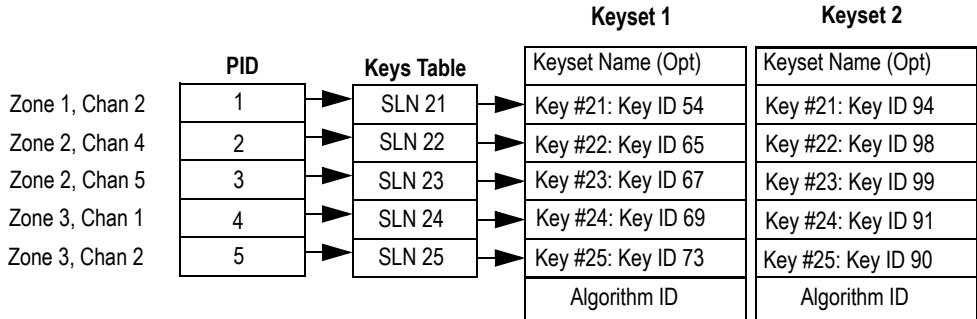 Keyset 1 Keyset 2
PID Keys Table Keyset Name (Opt) Keyset Name (Opt)
Zone 1, Chan 2 1 SLN 21 Key #21: Key ID 54 Key #21: Key ID 94
Zone 2, Chan 4 2 SLN 22 Key #22: Key ID 65 Key #22: Key ID 98
Zone 2, Chan 5 3 SLN 23 Key #23: Key ID 67 Key #23: Key ID 99
Zone 3, Chan 1 4 SLN 24 Key #24: Key ID 69 Key #24: Key ID 91
Zone 3, Chan 2 5 SLN 25 Key #25: Key ID 73 Key #25: Key ID 90
Algorithm ID Algorithm ID